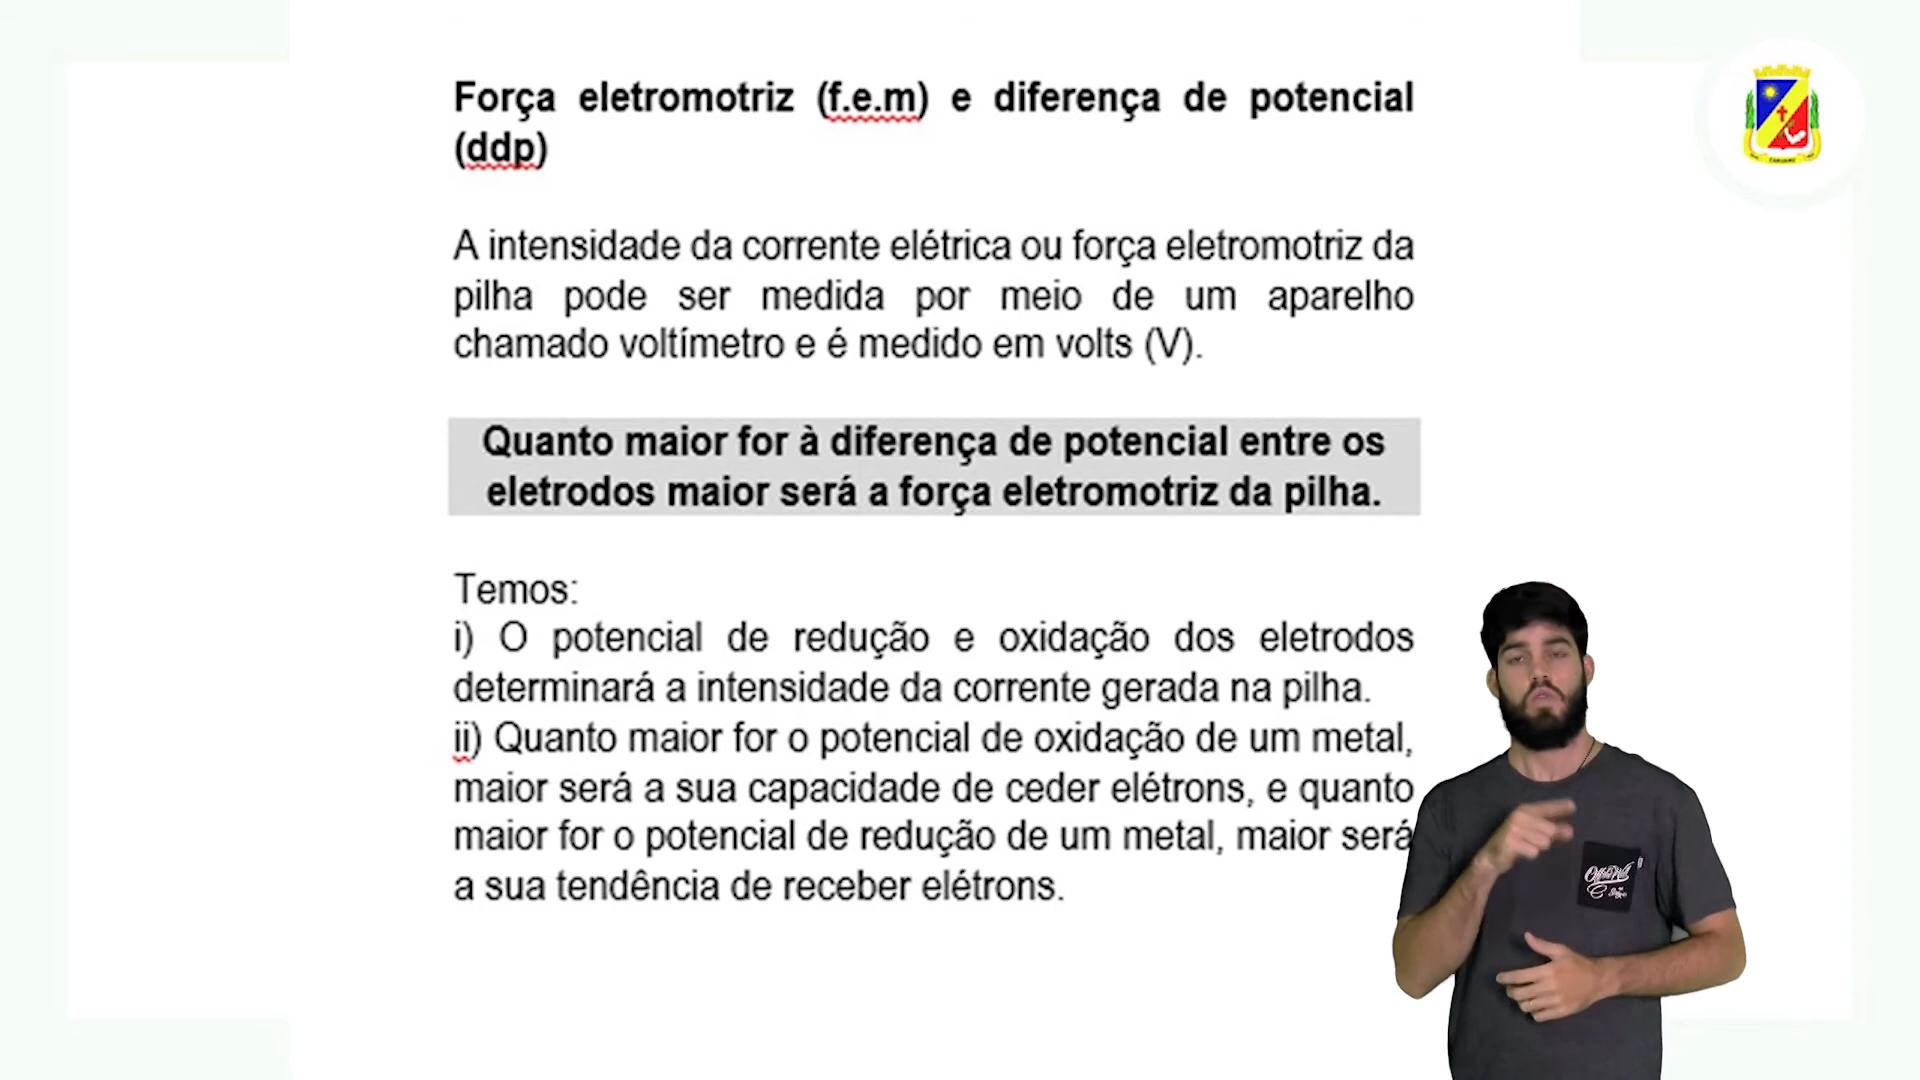 Força eletromotriz (f.e.m) e diferença de potencial
(ddp)
A intensidade da corrente elétrica ou força eletromotriz da
pilha pode ser medida por meio de um aparelho
chamado voltímetro e é medido em volts (V).
Quanto maior for à diferença de potencial entre os
eletrodos maior será a força eletromotriz da pilha.
Temos:
i) O potencial de redução e oxidação dos eletrodos
determinará a intensidade da corrente gerada na pilha.
ii) Quanto maior for o potencial de oxidação de um metal,
maior será a sua capacidade de ceder elétrons, e quanto
maior for o potencial de redução de um metal, maior será
a sua tendência de receber elétrons.